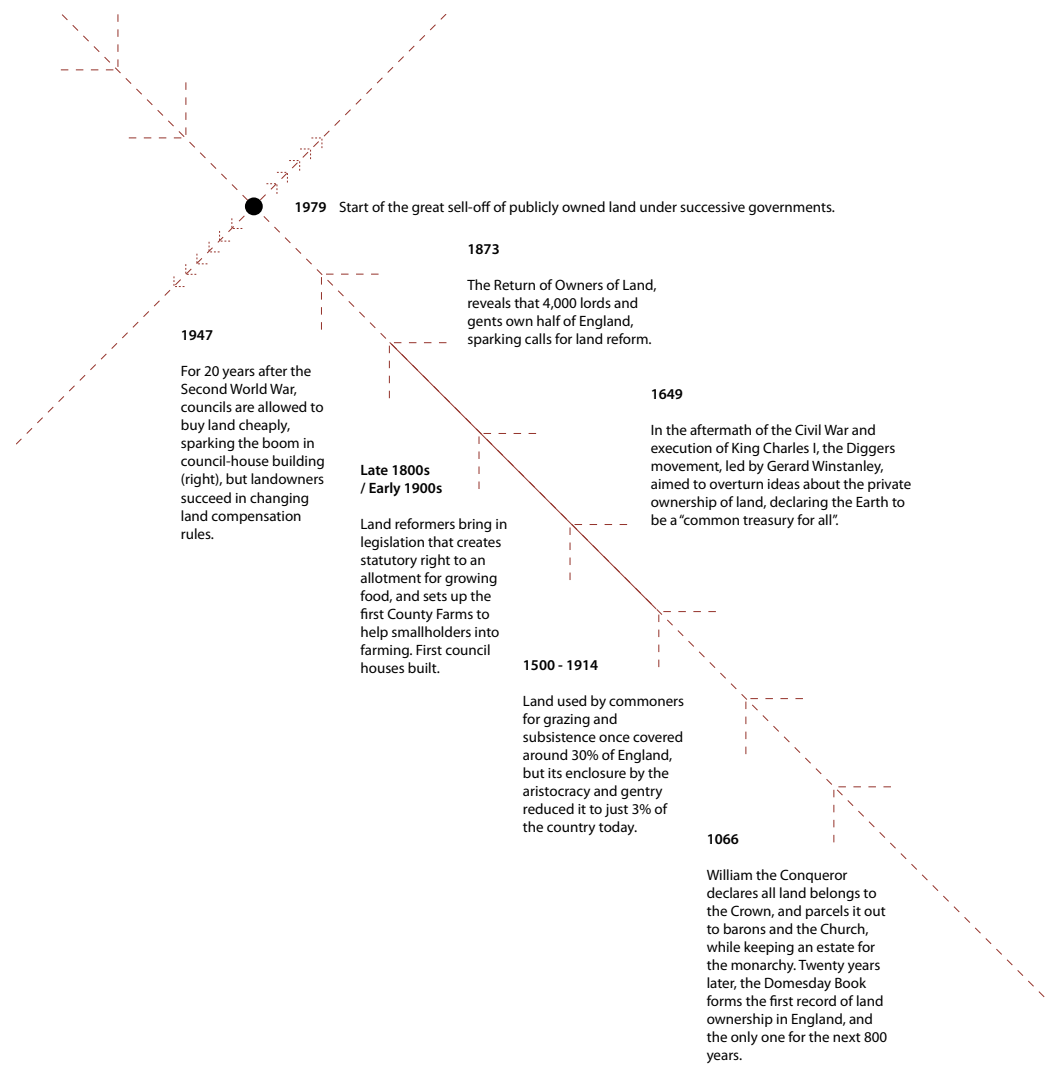 1979 Start of the great sell-off of publicly owned land under successive governments.
1873
The Return of Owners of Land,
reveals that 4,000 lords and
gents own half of England,
sparking calls for land reform.
1947
For 20 years after the
Second World War,
councils are allowed to
buy land cheaply,
sparking the boom in
council-house building
(right), but landowners
succeed in changing
land compensation
rules.
1649
In the aftermath of the Civil War and
execution of King Charles I, the Diggers
movement, led by Gerard Winstanley,
aimed to overturn ideas about the private
ownership of land, declaring the Earth to
be a “common treasury for all”.
Late 1800s
/ Early 1900s
Land reformers bring in
legislation that creates
statutory right to an
allotment for growing
food, and sets up the
first County Farms to
help smallholders into
farming. First council
houses built.
1500 - 1914
Land used by commoners
for grazing and
subsistence once covered
around 30% of England,
but its enclosure by the
aristocracy and gentry
reduced it to just 3% of
the country today.
1066
William the Conqueror
declares all land belongs to
the Crown, and parcels it out
to barons and the Church,
while keeping an estate for
the monarchy. Twenty years
later, the Domesday Book
forms the first record of land
ownership in England, and
the only one for the next 800
years.